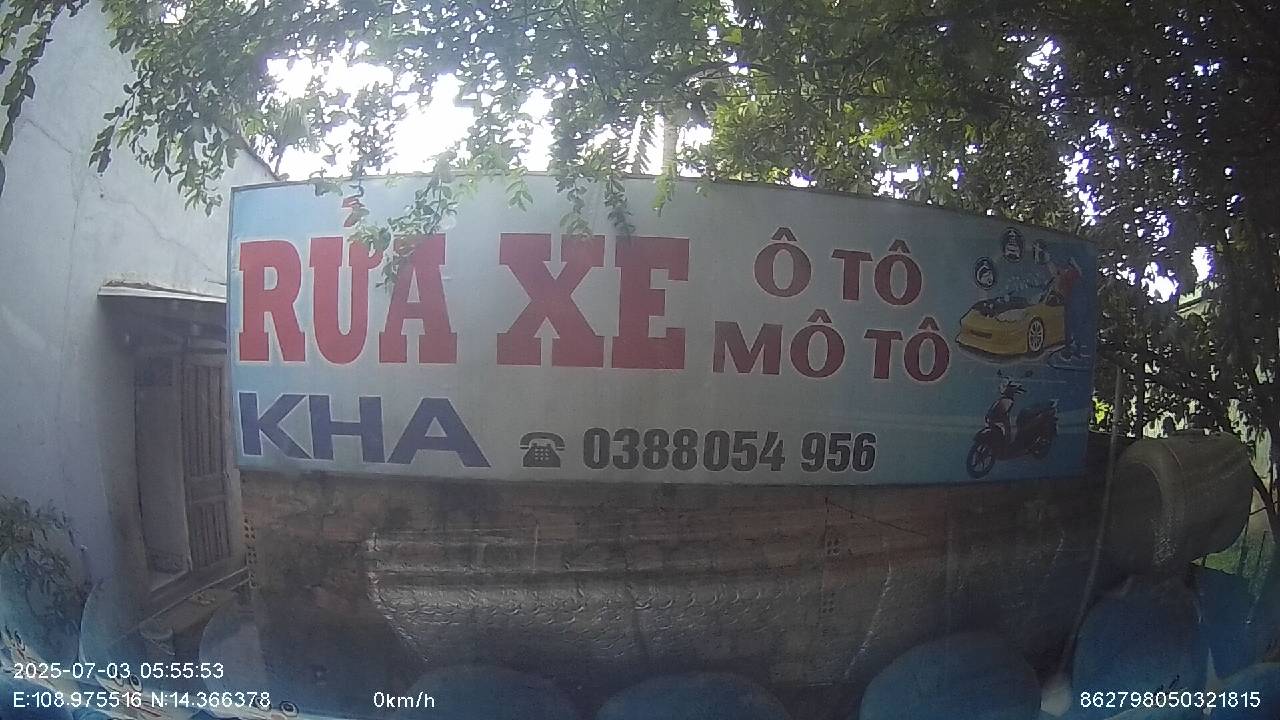 RỬA XE Ô TÔ
MÔ TÔ
KHA ☎ 0388054 956
2025-07-03 05:55:53
E:108.975516 N:14.366378 0km/h 862798050321815